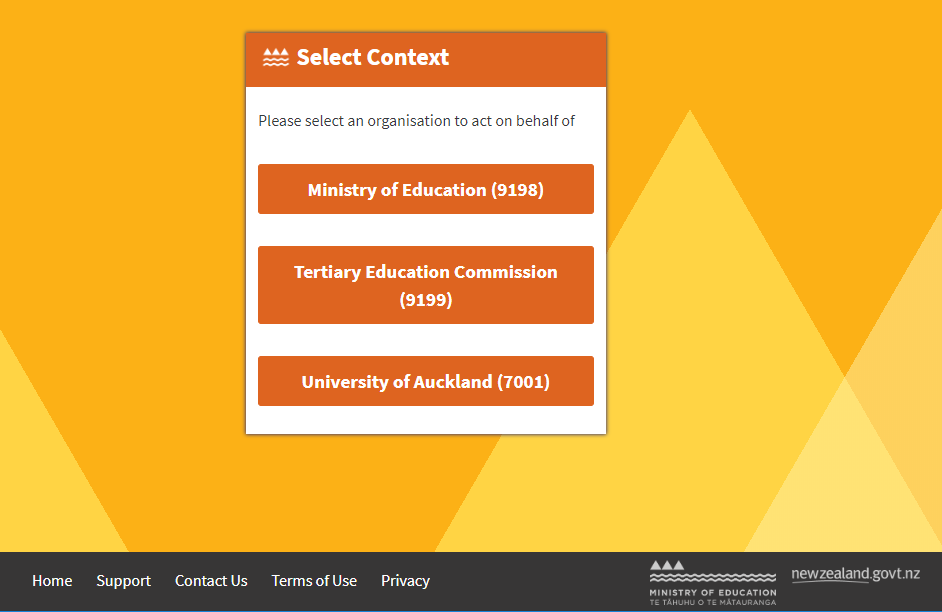 Select Context
Please select an organisation to act on behalf of
Ministry of Education (9198)
Tertiary Education Commission
(9199)
University of Auckland (7001)
Home Support Contact Us Terms of Use Privacy
MINISTRY OF EDUCATION
TE TĀHUHU O TE MĀTAURANGA
newzealand.govt.nz